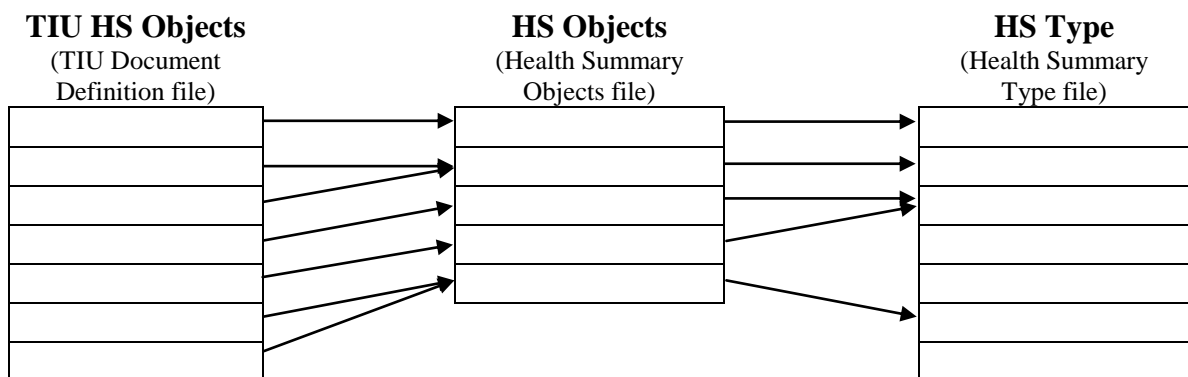 TIU HS Objects
(TIU Document
Definition file)
HS Objects
(Health Summary
Objects file)
HS Type
(Health Summary
Type file)